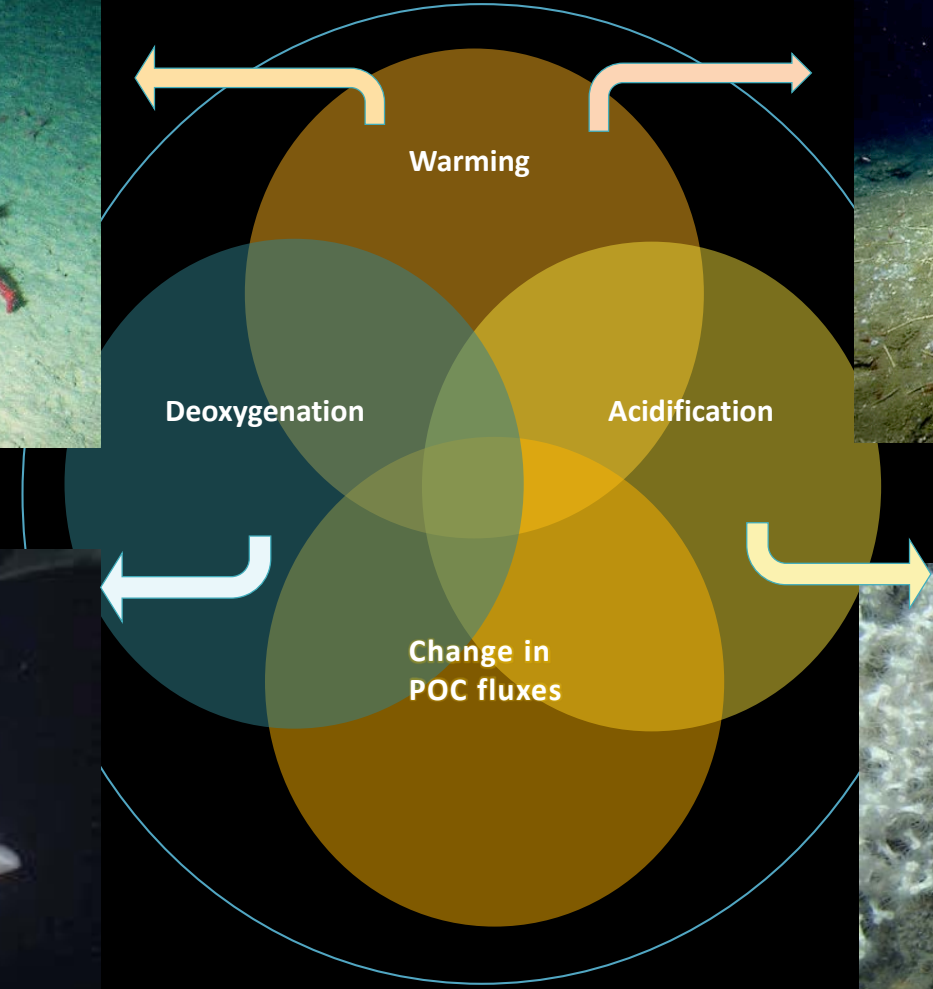 Warming
Deoxygenation
Acidification
Change in
POC fluxes